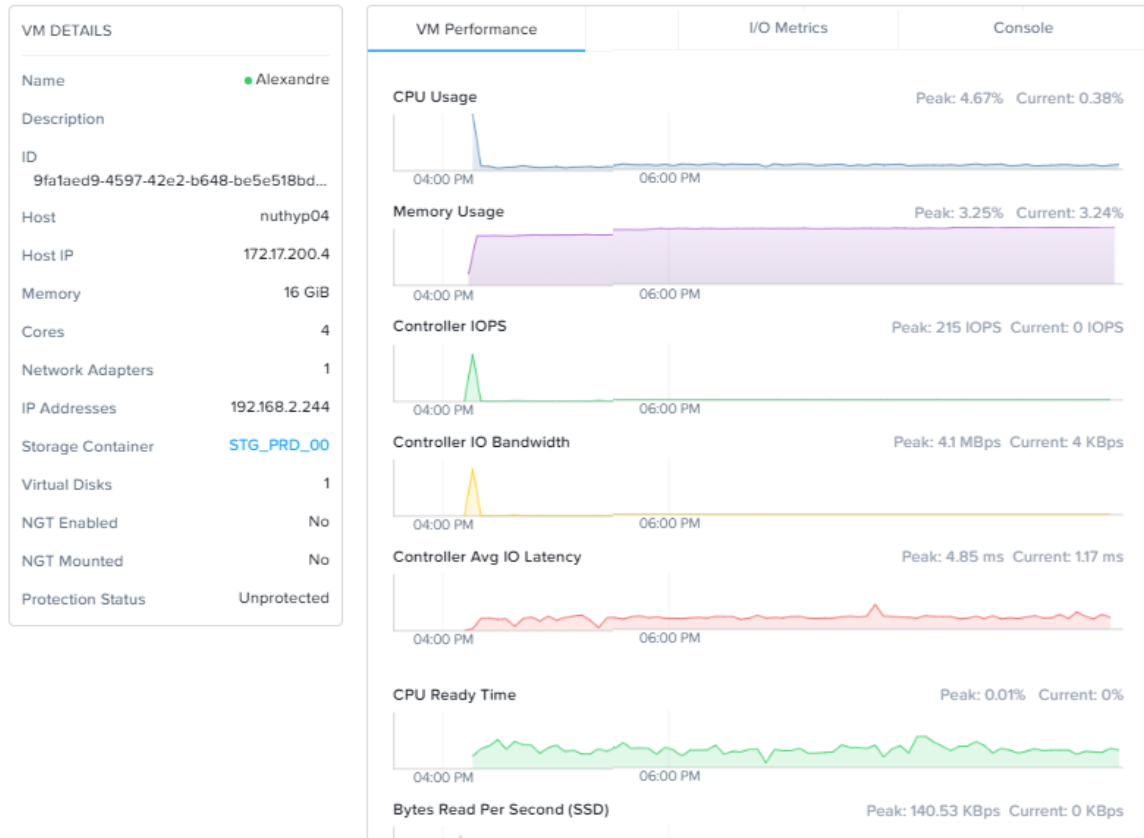 VM DETAILS
Name Alexandre
Description
ID
9fa1aed9-4597-42e2-b648-be5e518bd...
Host nuthyp04
Host IP 172.17.200.4
Memory 16 GiB
Cores 4
Network Adapters 1
IP Addresses 192.168.2.244
Storage Container STG_PRD_00
Virtual Disks 1
NGT Enabled No
NGT Mounted No
Protection Status Unprotected
VM Performance I/O Metrics Console
CPU Usage Peak: 4.67% Current: 0.38%
04:00 PM 06:00 PM
Memory Usage Peak: 3.25% Current: 3.24%
04:00 PM 06:00 PM
Controller IOPS Peak: 215 IOPS Current: 0 IOPS
04:00 PM 06:00 PM
Controller IO Bandwidth Peak: 4.1 MBps Current: 4 KBps
04:00 PM 06:00 PM
Controller Avg IO Latency Peak: 4.85 ms Current: 1.17 ms
04:00 PM 06:00 PM
CPU Ready Time Peak: 0.01% Current: 0%
04:00 PM 06:00 PM
Bytes Read Per Second (SSD) Peak: 140.53 KBps Current: 0 KBps